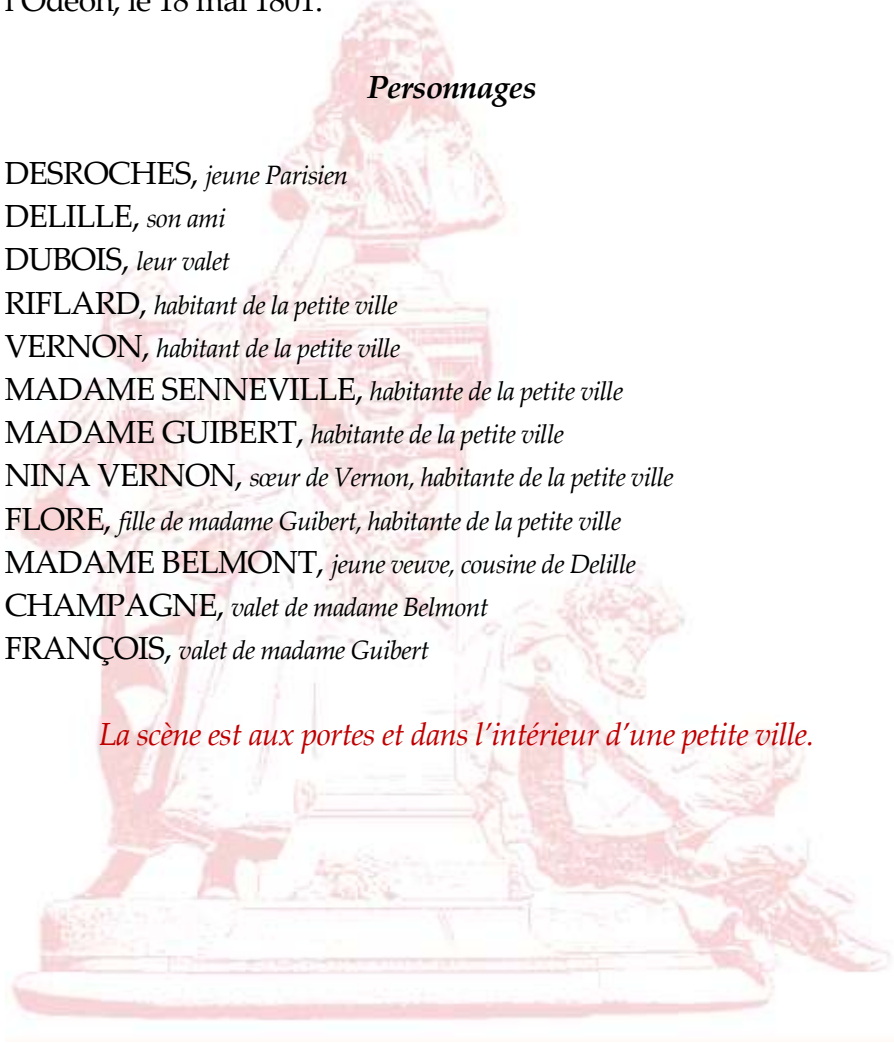 l’Odéon, le 18 mai 1801.
Personnages
DESROCHES, jeune Parisien
DELILLE, son ami
DUBOIS, leur valet
RIFLARD, habitant de la petite ville
VERNON, habitant de la petite ville
MADAME SENNEVILLE, habitante de la petite ville
MADAME GUIBERT, habitante de la petite ville
NINA VERNON, sœur de Vernon, habitante de la petite ville
FLORE, fille de madame Guibert, habitante de la petite ville
MADAME BELMONT, jeune veuve, cousine de Delille
CHAMPAGNE, valet de madame Belmont
FRANÇOIS, valet de madame Guibert
La scène est aux portes et dans l’intérieur d’une petite ville.